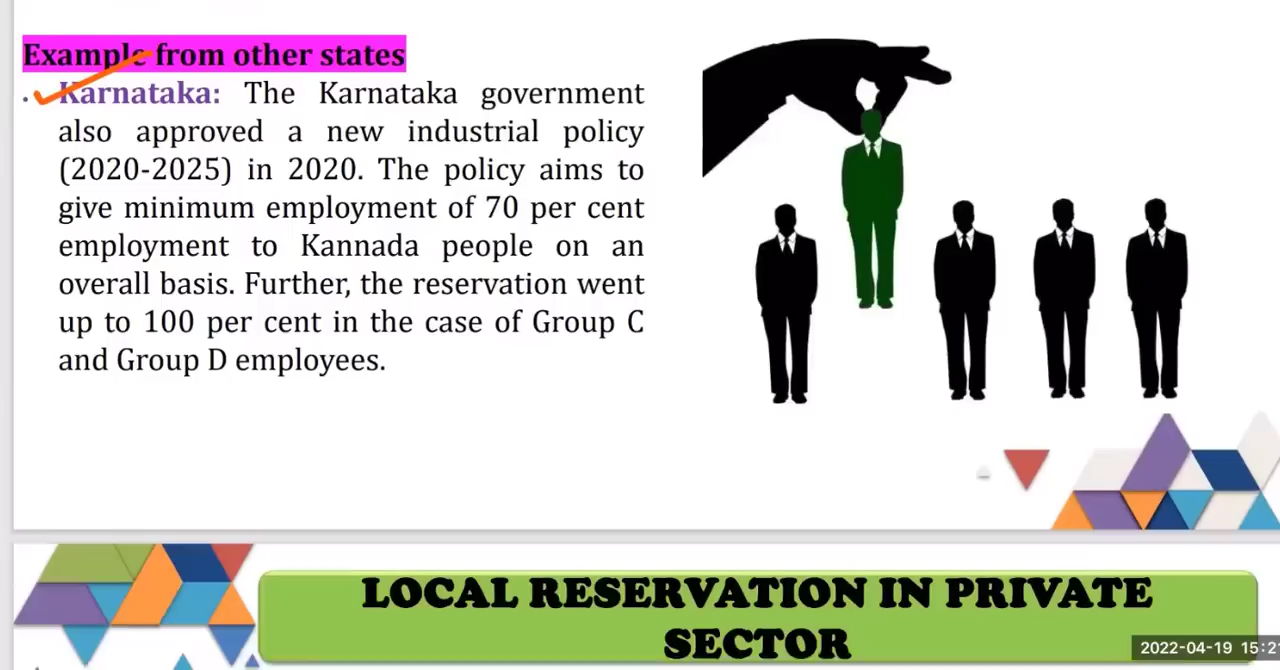 Example from other states
. Karnataka: The Karnataka government
also approved a new industrial policy
(2020-2025) in 2020. The policy aims to
give minimum employment of 70 per cent
employment to Kannada people on an
overall basis. Further, the reservation went
up to 100 per cent in the case of Group C
and Group D employees.
LOCAL RESERVATION IN PRIVATE
SECTOR
2022-04-19 15:2